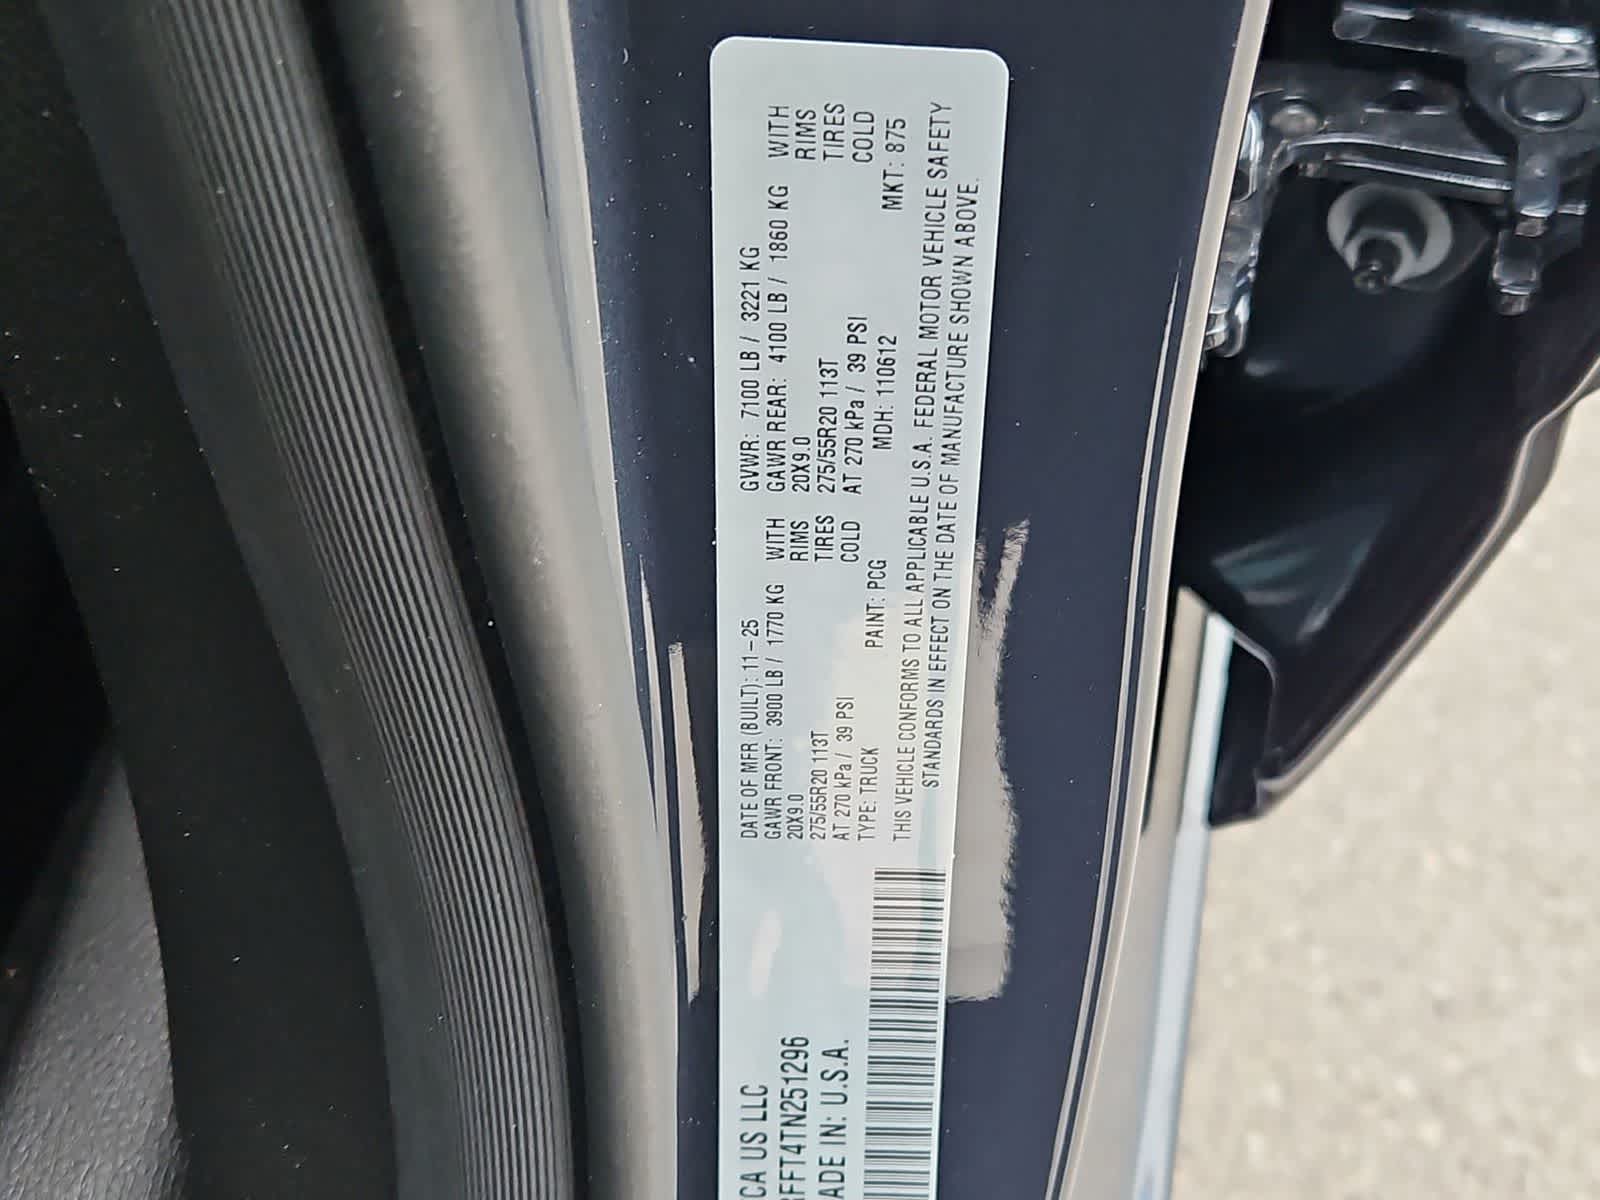 CA US LLC
FFT4TN251296
ADE IN: U.S.A.
DATE OF MFR (BUILT): 11-25 GVWR: 7100 LB / 3221 KG
GAWR FRONT: 3900 LB / 1770 KG WITH GAWR REAR: 4100 LB / 1860 KG WITH
20X9.0 RIMS 20X9.0 RIMS
275/55R20 113T TIRES 275/55R20 113T TIRES
AT 270 kPa / 39 PSI COLD AT 270 kPa / 39 PSI COLD
TYPE: TRUCK PAINT: PCG MDH: 110612 MKT: 875
THIS VEHICLE CONFORMS TO ALL APPLICABLE U.S.A. FEDERAL MOTOR VEHICLE SAFETY
STANDARDS IN EFFECT ON THE DATE OF MANUFACTURE SHOWN ABOVE.